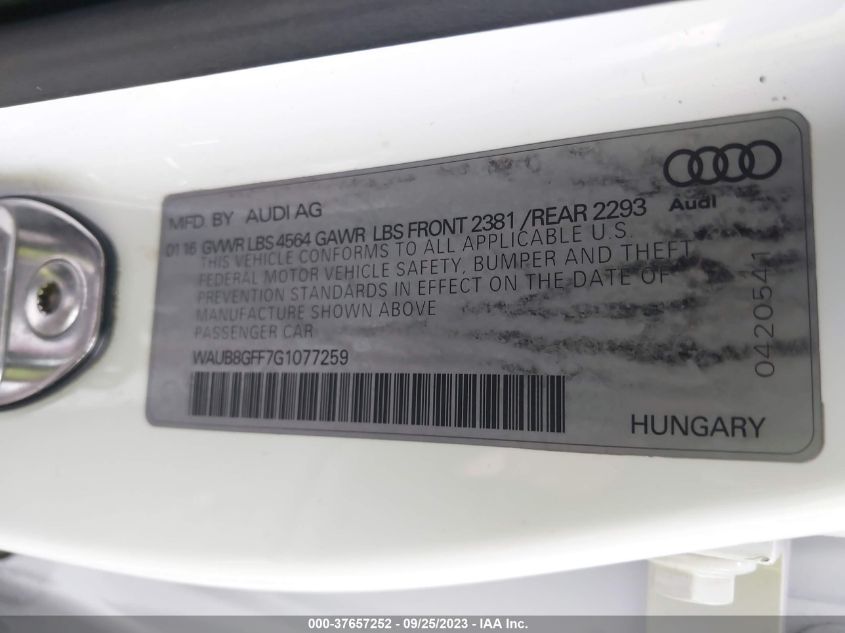 MFD. BY AUDI AG
Audi
01 16 GVWR LBS 4564 GAWR LBS FRONT 2381 /REAR 2293
THIS VEHICLE CONFORMS TO ALL APPLICABLE U.S.
FEDERAL MOTOR VEHICLE SAFETY, BUMPER AND THEFT
PREVENTION STANDARDS IN EFFECT ON THE DATE OF
MANUFACTURE SHOWN ABOVE
PASSENGER CAR
WAUB8GFF7G1077259
0420541
HUNGARY
000-37657252 - 09/25/2023 - IAA Inc.